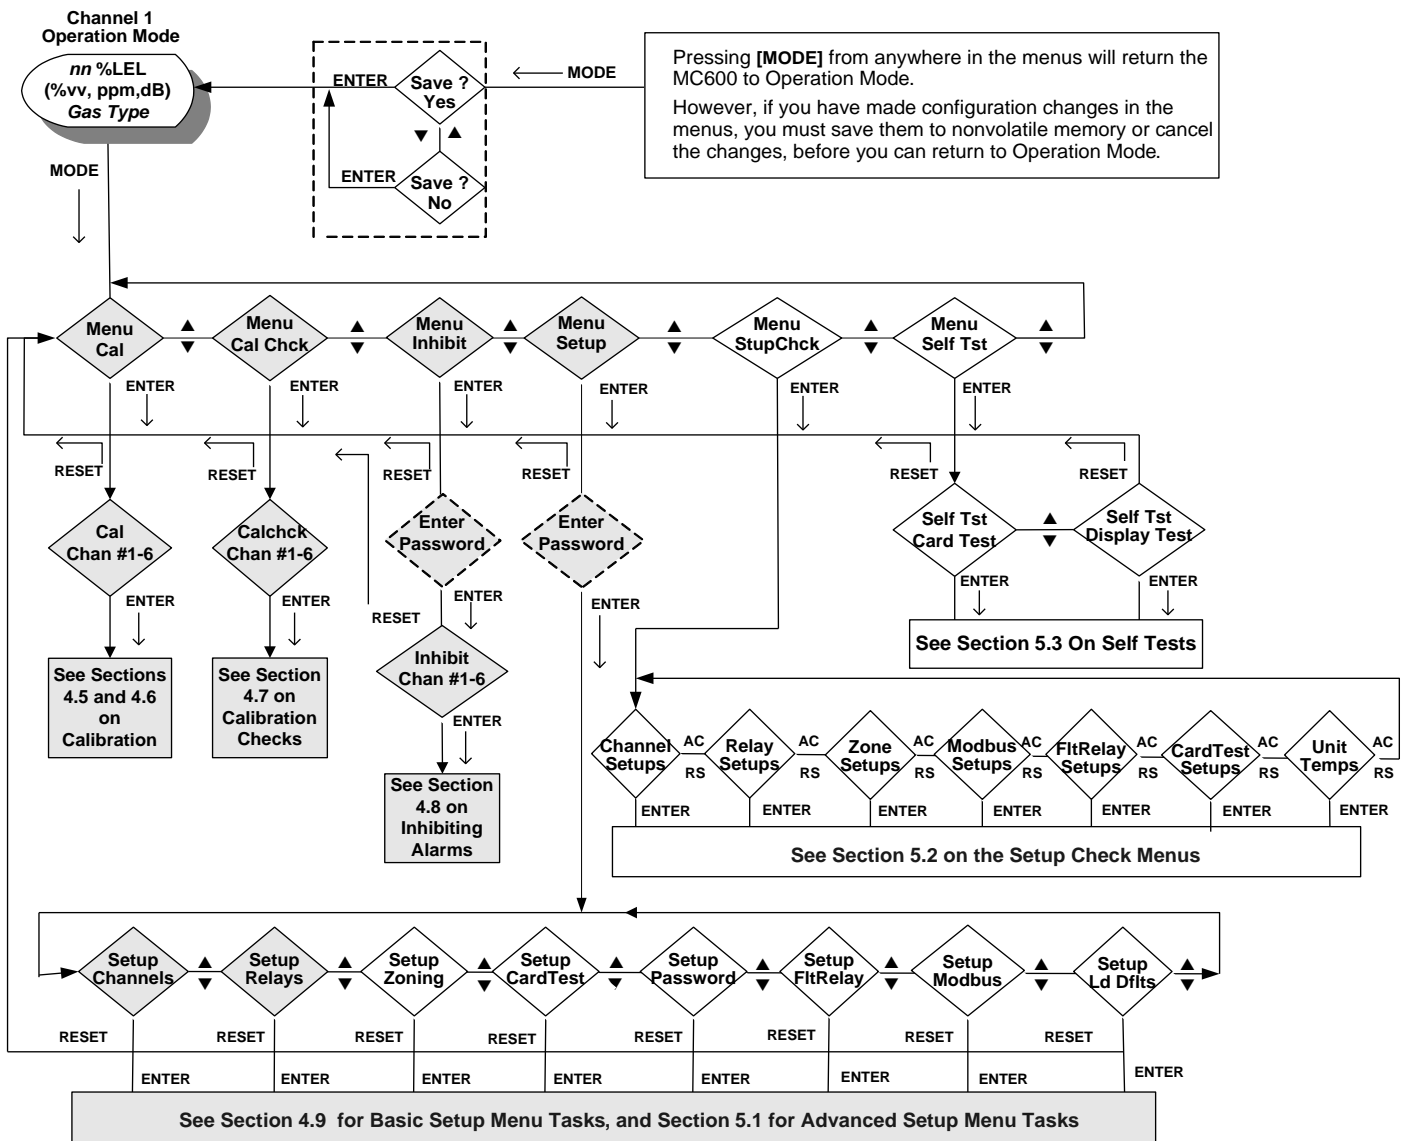 Channel 1
Operation Mode
nn %LEL
(%vv, ppm,dB)
Gas Type
MODE
ENTER
Save ?
Yes
MODE
ENTER
Save ?
No
Pressing [MODE] from anywhere in the menus will return the
MC600 to Operation Mode.
However, if you have made configuration changes in the
menus, you must save them to nonvolatile memory or cancel
the changes, before you can return to Operation Mode.
Menu
Cal
Menu
Cal Chck
Menu
Inhibit
Menu
Setup
Menu
StupChck
Menu
Self Tst
ENTER
ENTER
ENTER
ENTER
ENTER
ENTER
RESET
RESET
RESET
RESET
RESET
RESET
Cal
Chan #1-6
Calchck
Chan #1-6
Enter
Password
Enter
Password
Self Tst
Card Test
Self Tst
Display Test
ENTER
ENTER
ENTER
ENTER
ENTER
ENTER
RESET
See Section 5.3 On Self Tests
Inhibit
Chan #1-6
ENTER
See Sections
4.5 and 4.6
on
Calibration
See Section
4.7 on
Calibration
Checks
See Section
4.8 on
Inhibiting
Alarms
Channel
Setups
AC
RS
Relay
Setups
AC
RS
Zone
Setups
AC
RS
Modbus
Setups
AC
RS
FltRelay
Setups
AC
RS
CardTest
Setups
AC
RS
Unit
Temps
AC
RS
ENTER
ENTER
ENTER
ENTER
ENTER
ENTER
ENTER
See Section 5.2 on the Setup Check Menus
Setup
Channels
Setup
Relays
Setup
Zoning
Setup
CardTest
Setup
Password
Setup
FltRelay
Setup
Modbus
Setup
Ld Dflts
RESET
RESET
RESET
RESET
RESET
RESET
RESET
RESET
ENTER
ENTER
ENTER
ENTER
ENTER
ENTER
ENTER
ENTER
See Section 4.9 for Basic Setup Menu Tasks, and Section 5.1 for Advanced Setup Menu Tasks